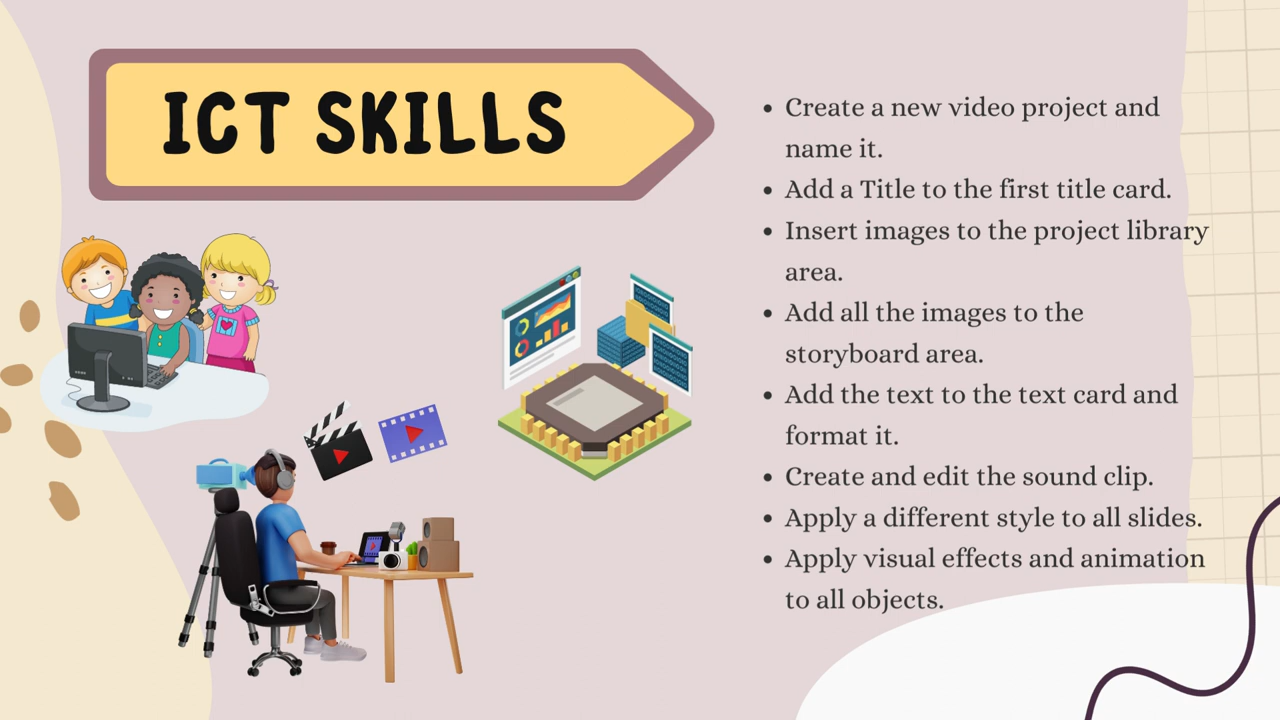 ICT SKILLS
• Create a new video project and
name it.
• Add a Title to the first title card.
• Insert images to the project library
area.
• Add all the images to the
storyboard area.
• Add the text to the text card and
format it.
• Create and edit the sound clip.
• Apply a different style to all slides.
• Apply visual effects and animation
to all objects.